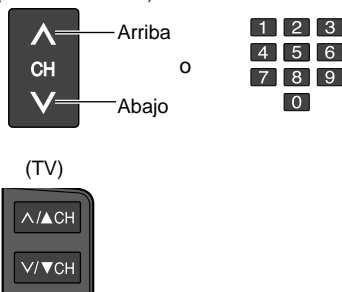 Arriba
CH
o
Abajo
1 2 3
4 5 6
7 8 9
0
(TV)
∧/▲CH
∨/▼CH